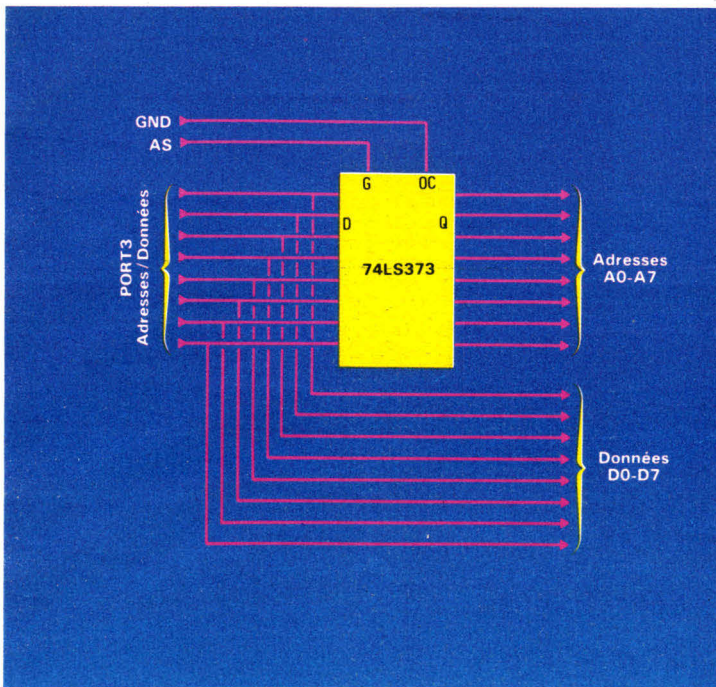 GND
AS
G
OC
PORT3
Adresses/Données
D
Q
74LS373
Adresses
A0-A7
Données
D0-D7